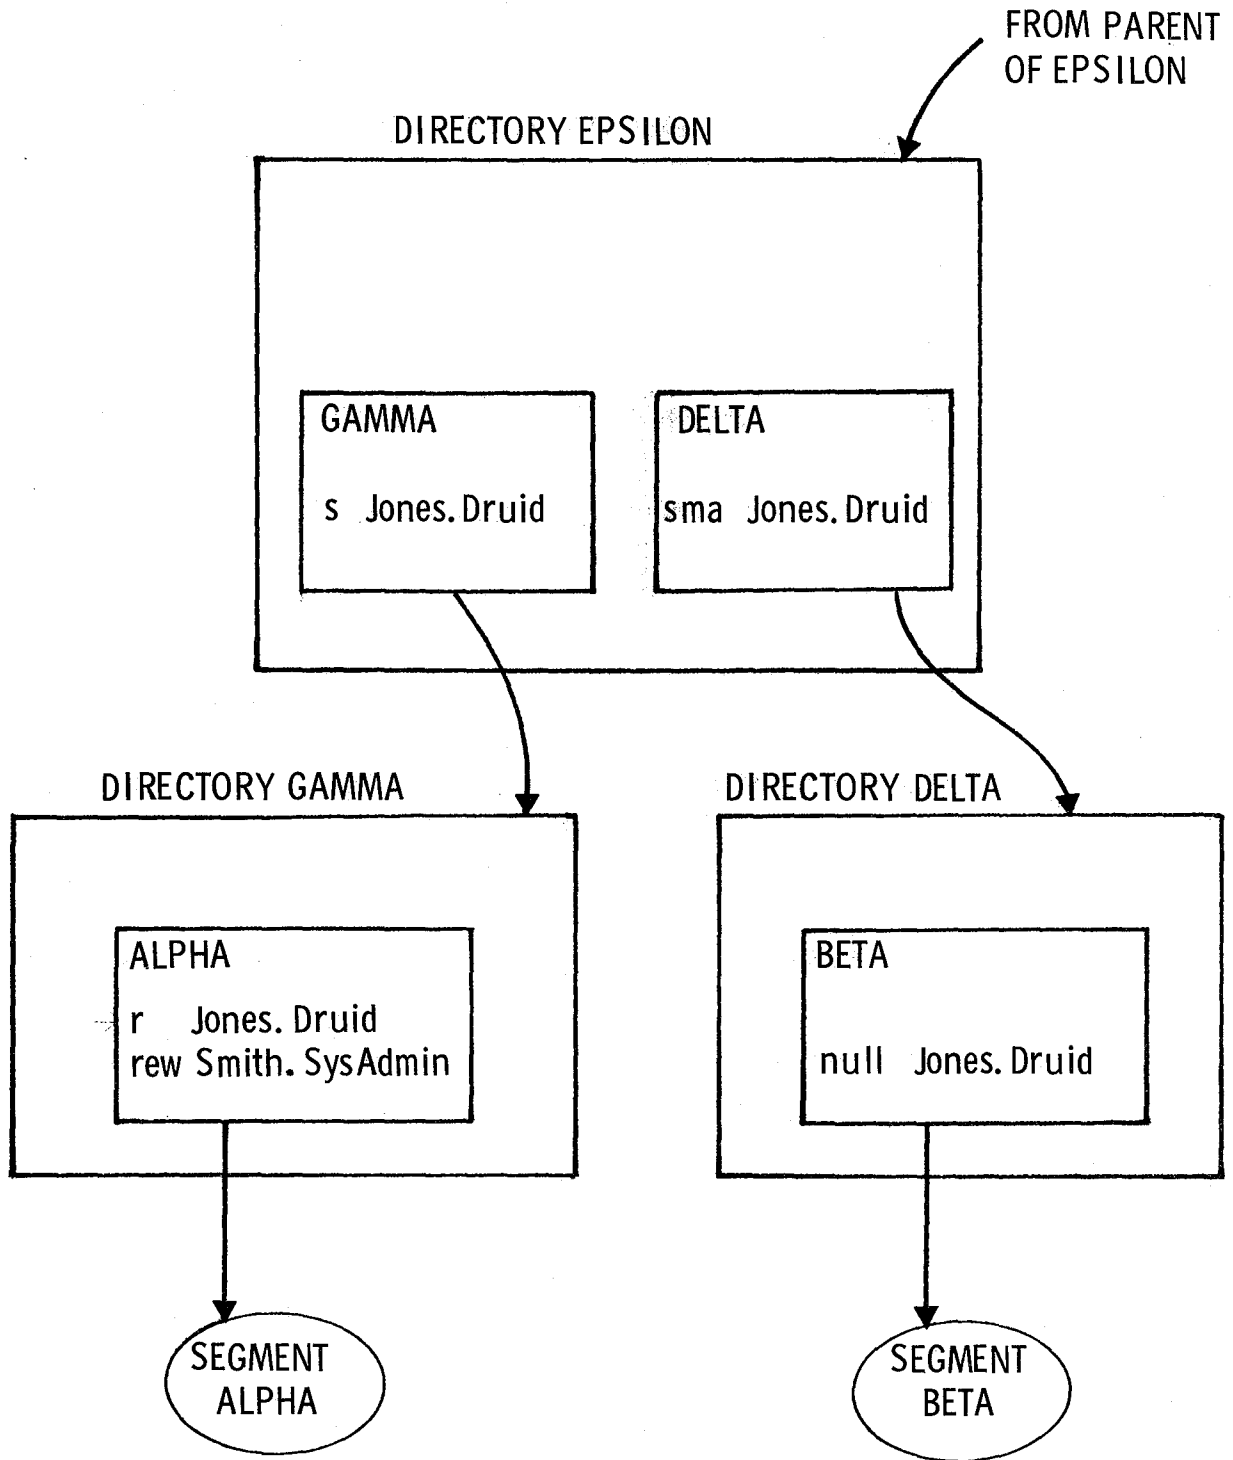 FROM PARENT
OF EPSILON
DIRECTORY EPSILON
GAMMA
s Jones.Druid
DELTA
sma Jones.Druid
DIRECTORY GAMMA
DIRECTORY DELTA
ALPHA
r Jones.Druid
rew Smith.SysAdmin
BETA
null Jones.Druid
SEGMENT
ALPHA
SEGMENT
BETA